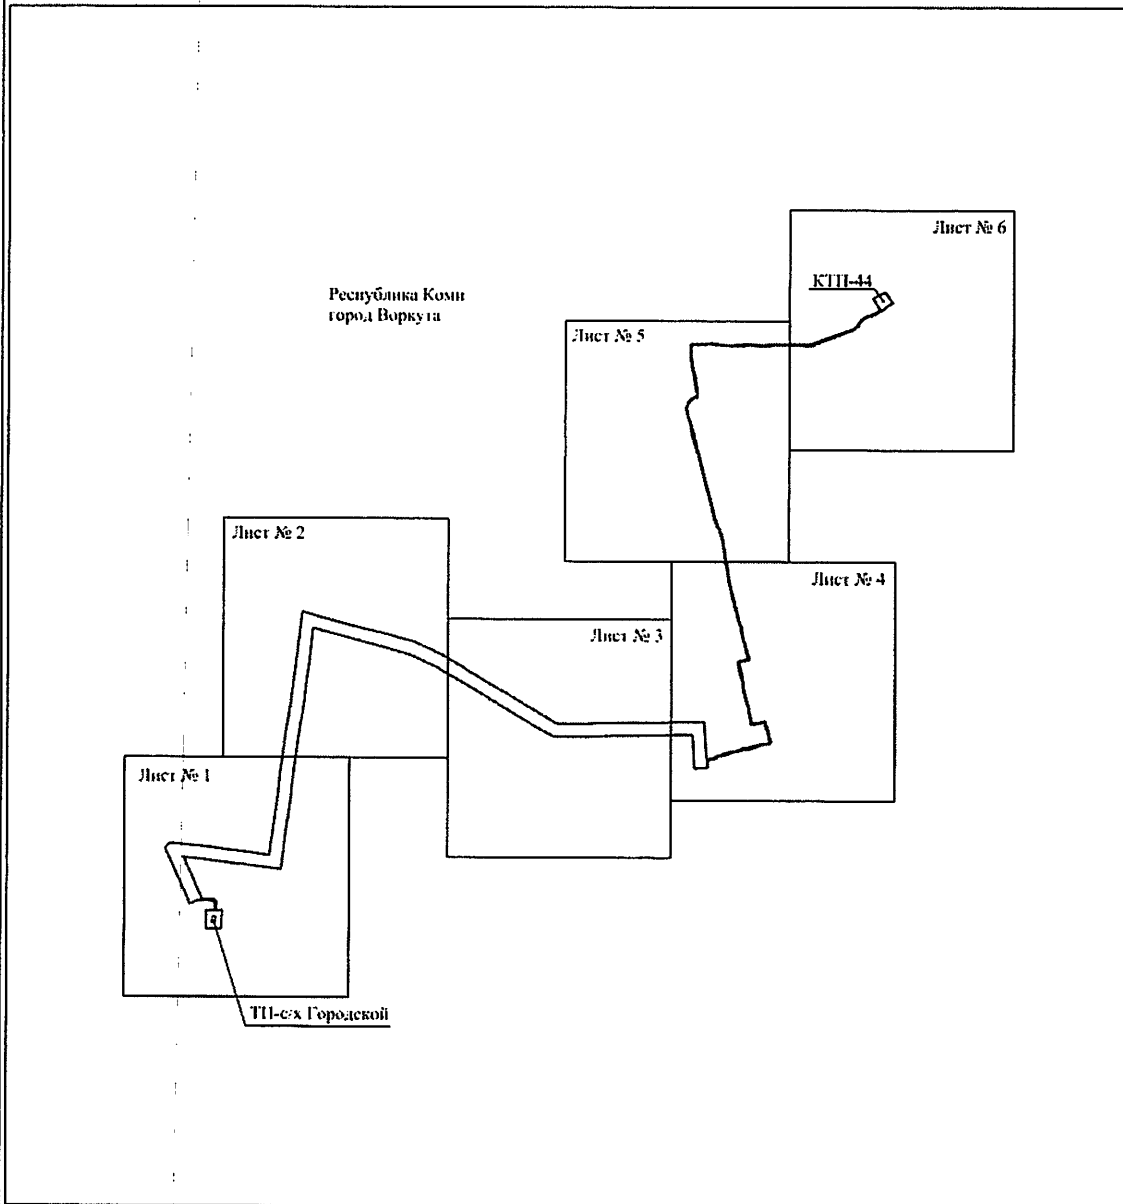 Лист № 6
КТП-44
Республика Коми
город Воркута
Лист № 5
Лист № 2
Лист № 4
Лист № 3
Лист № 1
ТП-с/х Городской